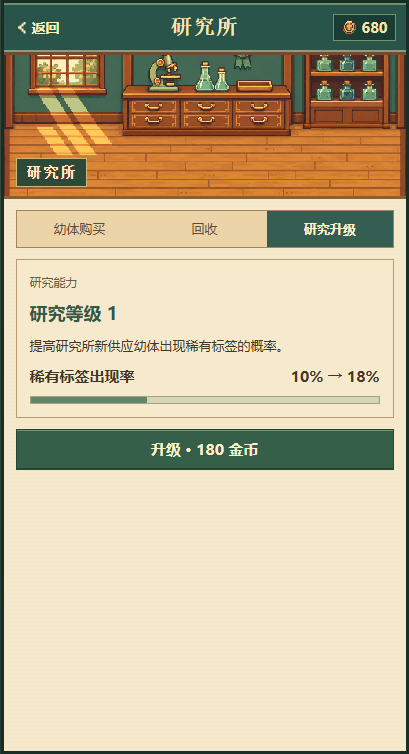 返回
研究所
680
研究所
幼体购买
回收
研究升级
研究能力
研究等级 1
提高研究所新供应幼体出现稀有标签的概率。
稀有标签出现率
10% → 18%
升级 • 180 金币